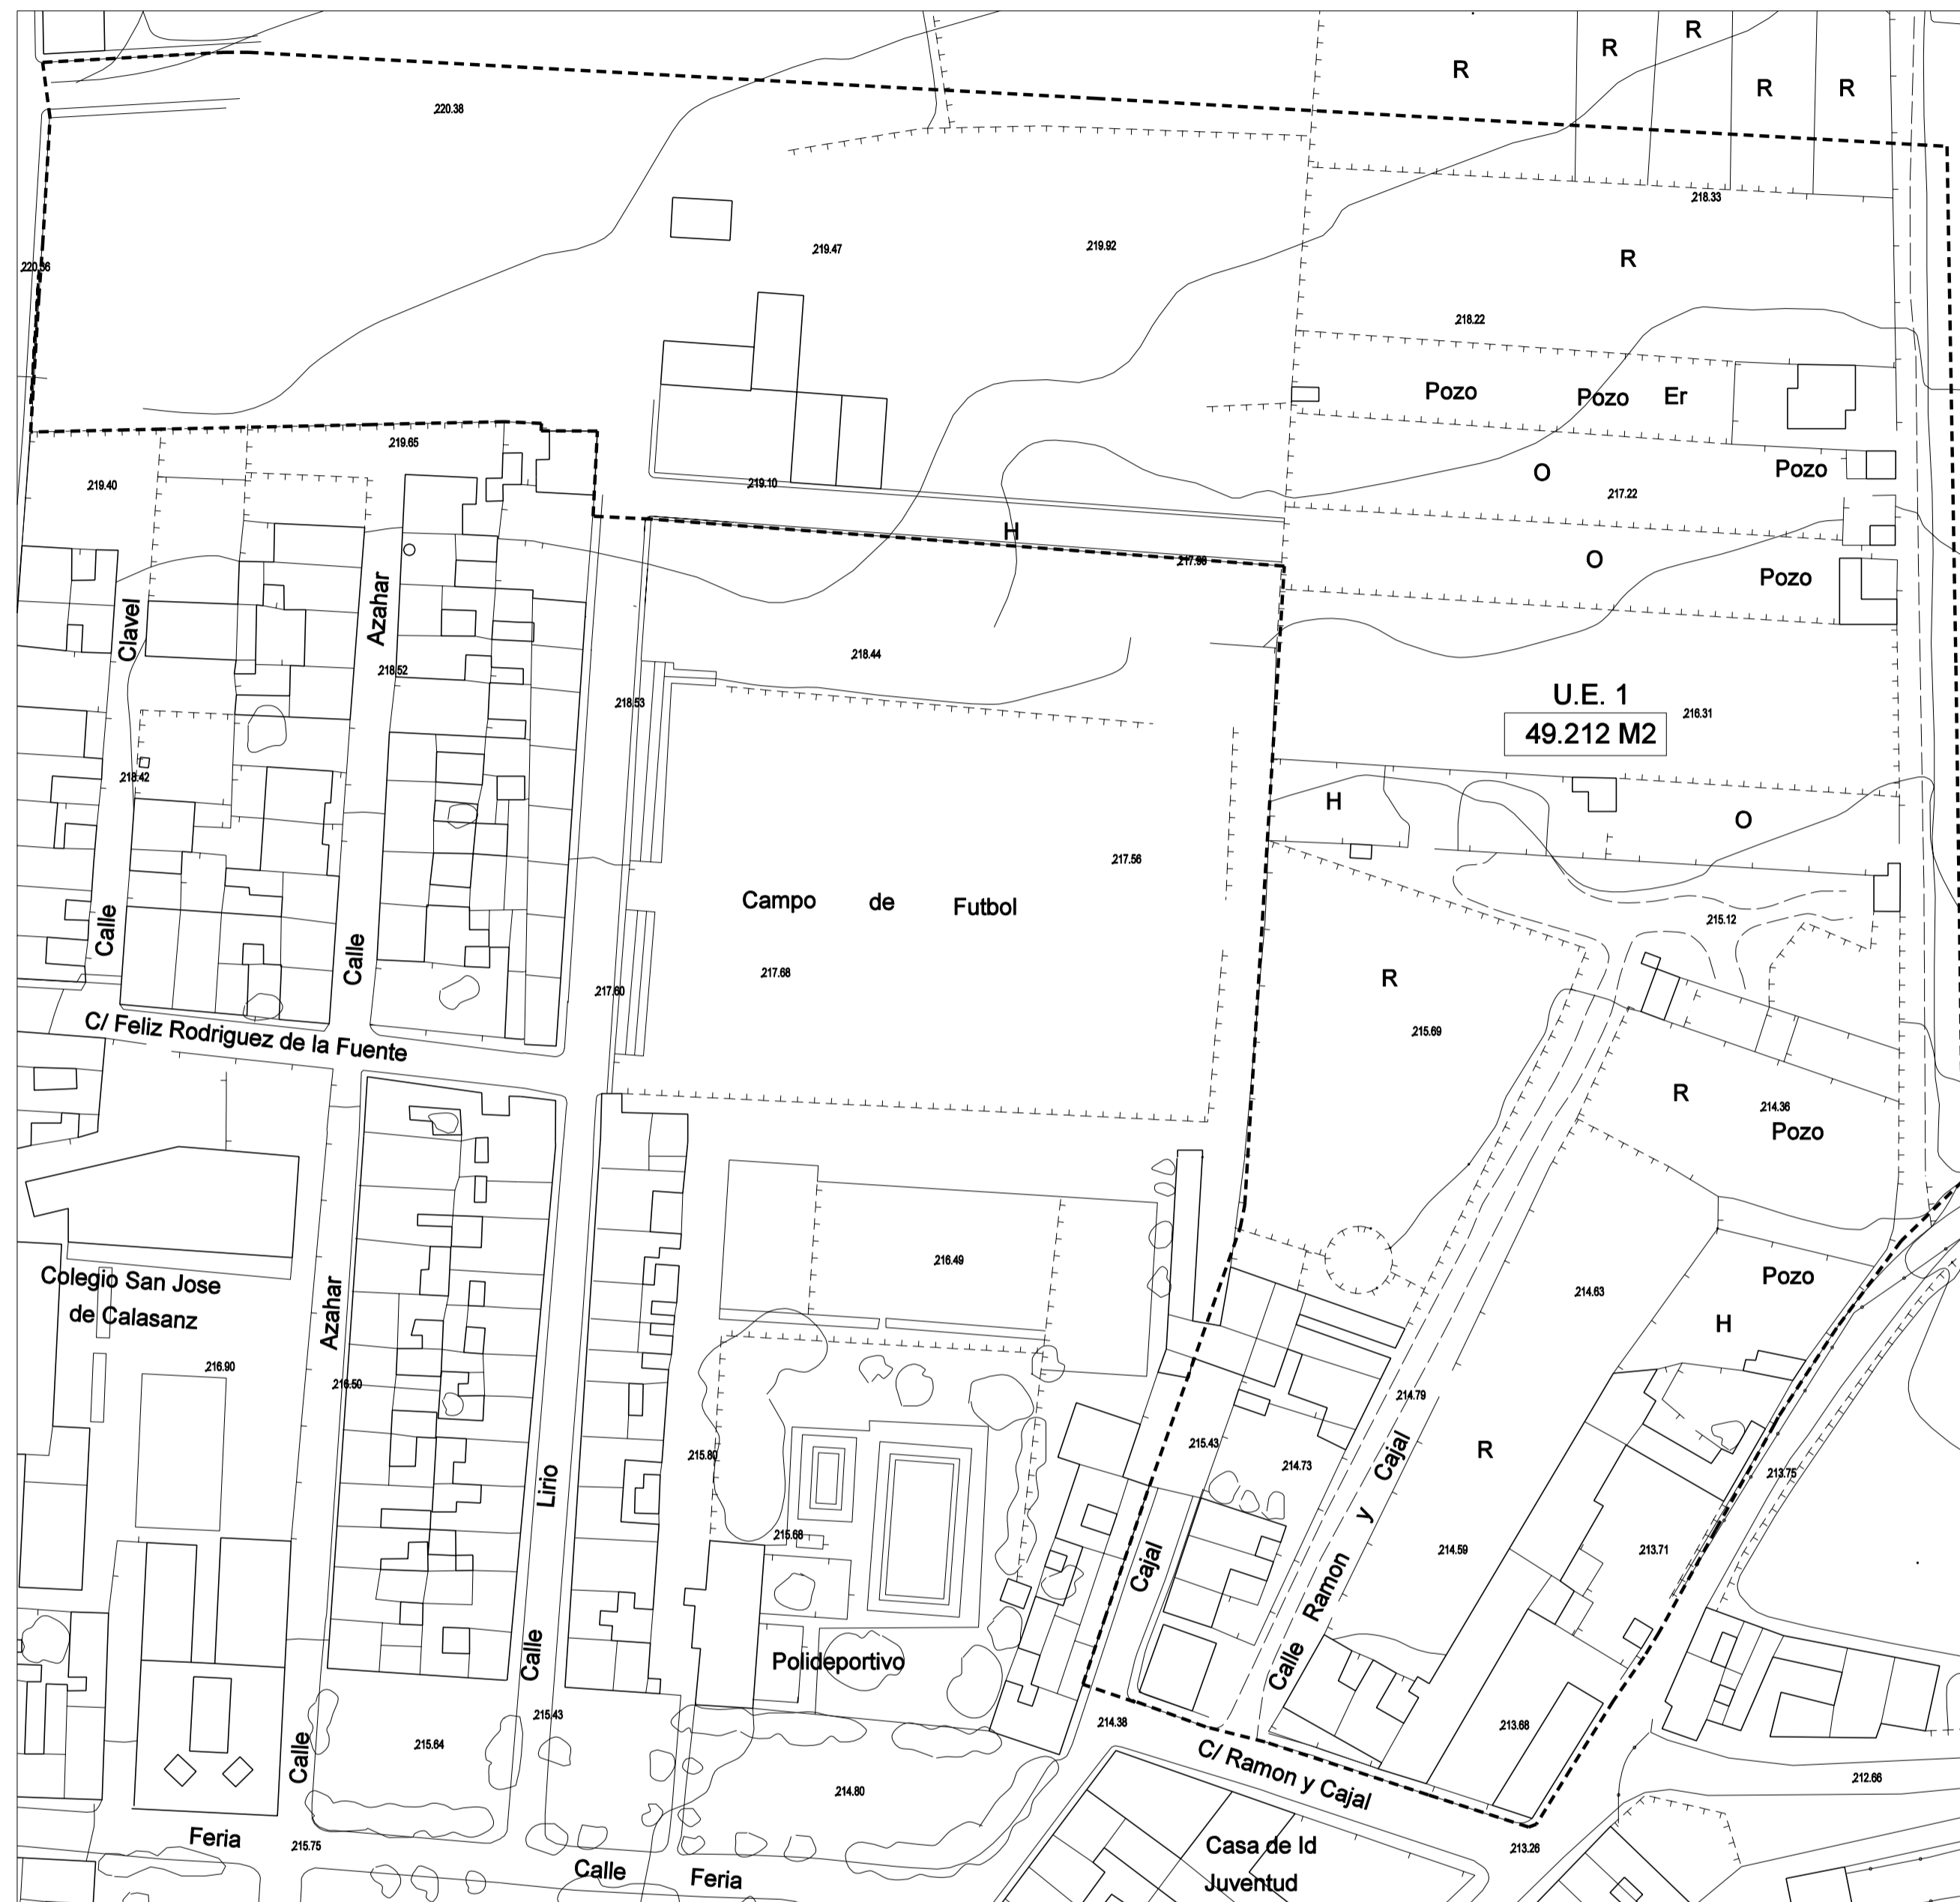 R
R
R
R
R
220.38
218.33
219.47
219.92
R
220.36
218.22
Pozo
Pozo
Er
219.65
219.40
219.10
O
217.22
Pozo
H
O
Pozo
Clavel
Azahar
218.52
218.44
218.53
U.E. 1
49.212 M2
216.31
218.42
H
O
217.56
Campo de Futbol
Calle
Calle
215.12
217.68
R
217.60
215.69
C/ Feliz Rodriguez de la Fuente
R
214.36
Pozo
216.49
Colegio San Jose
de Calasanz
Azahar
Pozo
214.63
H
216.90
216.50
214.79
215.80
215.43
214.73
Calle Ramon y Cajal
R
213.75
Lirio
215.68
214.59
213.71
Cajal
Calle
Polideportivo
215.43
214.38
213.68
215.64
Calle
C/ Ramon y Cajal
214.80
212.66
Feria
215.75
Calle Feria
Casa de ld
Juventud
213.26